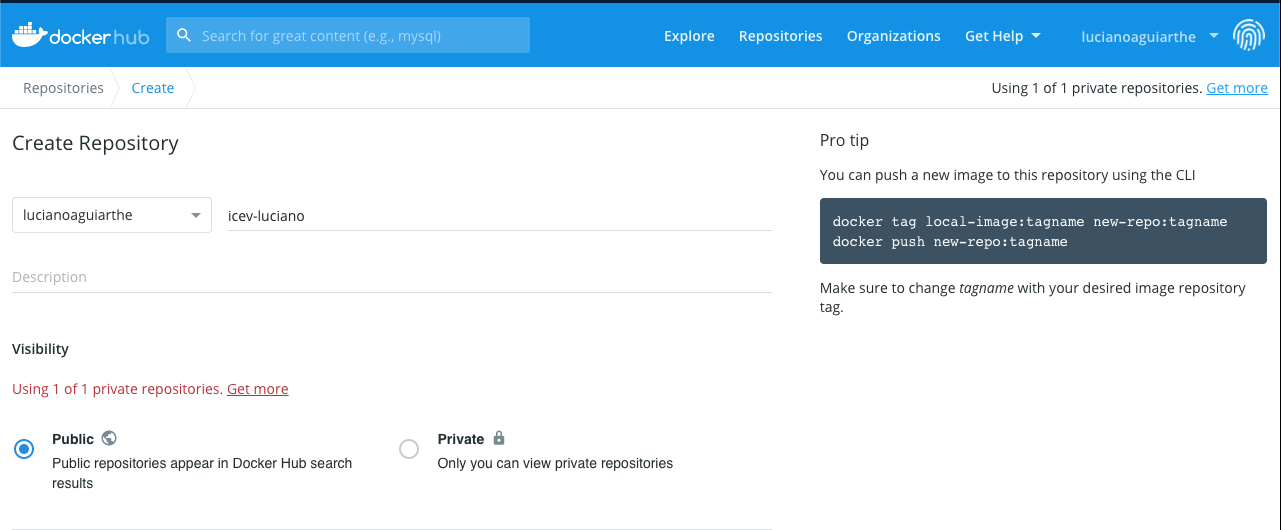 docker hub
Search for great content (e.g., mysql)
Explore
Repositories
Organizations
Get Help
lucianoaguiarthe
Repositories
Create
Using 1 of 1 private repositories. Get more
Create Repository
lucianoaguiarthe
icev-luciano
Description
Visibility
Using 1 of 1 private repositories. Get more
Public
Public repositories appear in Docker Hub search
results
Private
Only you can view private repositories
Pro tip
You can push a new image to this repository using the CLI
docker tag local-image:tagname new-repo:tagname
docker push new-repo:tagname
Make sure to change tagname with your desired image repository
tag.